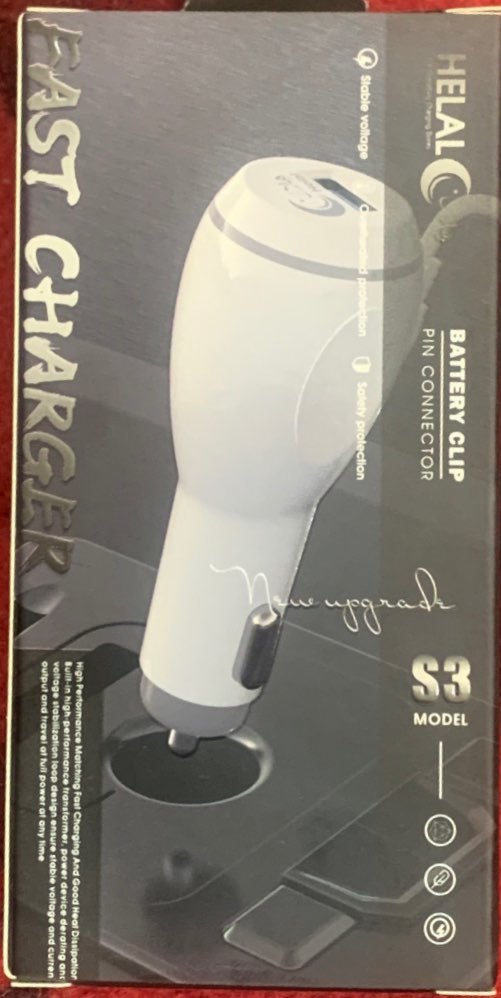 HELAL
BATTERY CLIP
PIN CONNECTOR
New upgrade
S3
MODEL
Stable voltage
protection
Safety protection
FAST CHARGER
High Performance Matching Fast Charging And Good Heat Dissipation
Built-in high-performance transformer, power device derating and
voltage stabilization loop design ensure stable voltage and curren
output and travel at full power at any time